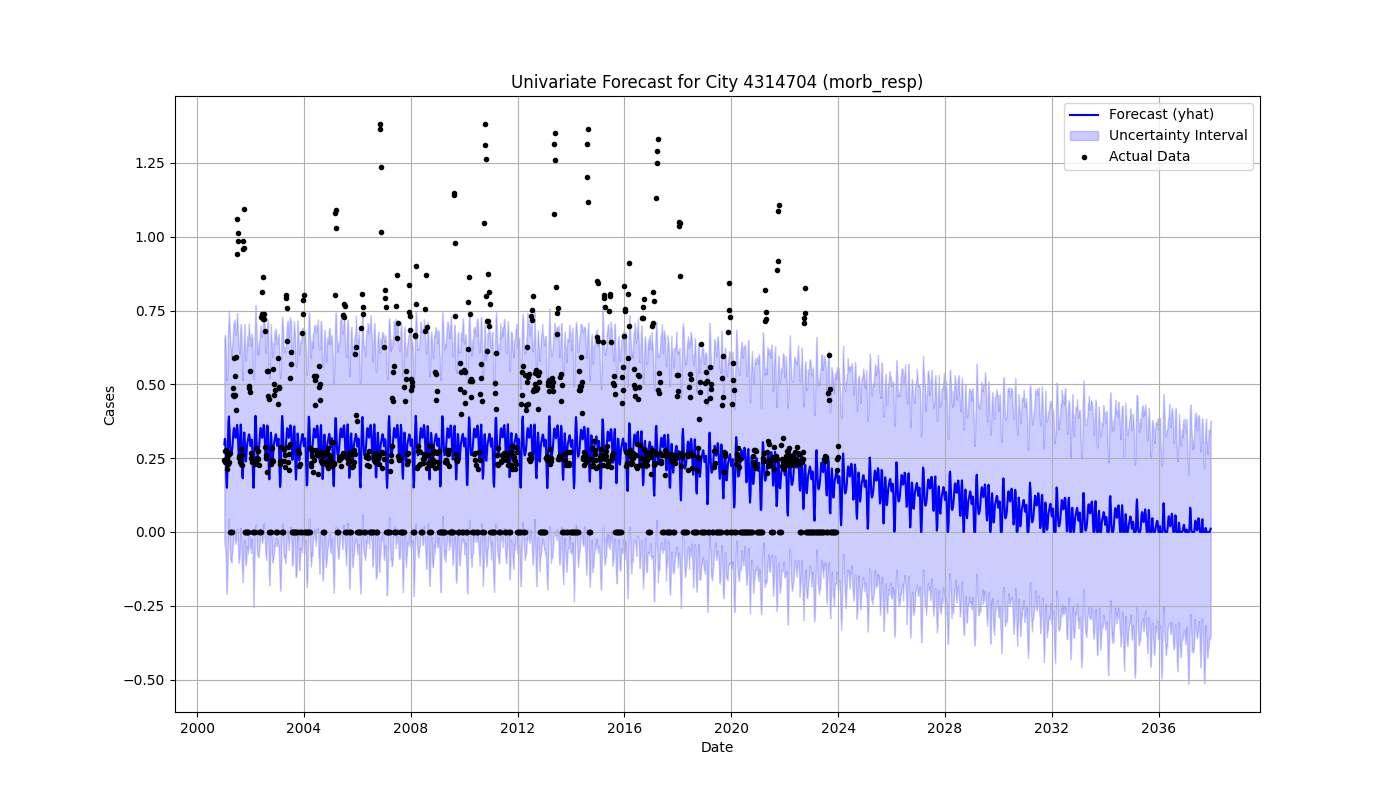 Univariate Forecast for City 4314704 (morb_resp)
Forecast (yhat)
Uncertainty Interval
Actual Data
Cases
1.25
1.00
0.75
0.50
0.25
0.00
−0.25
−0.50
2000 2004 2008 2012 2016 2020 2024 2028 2032 2036
Date